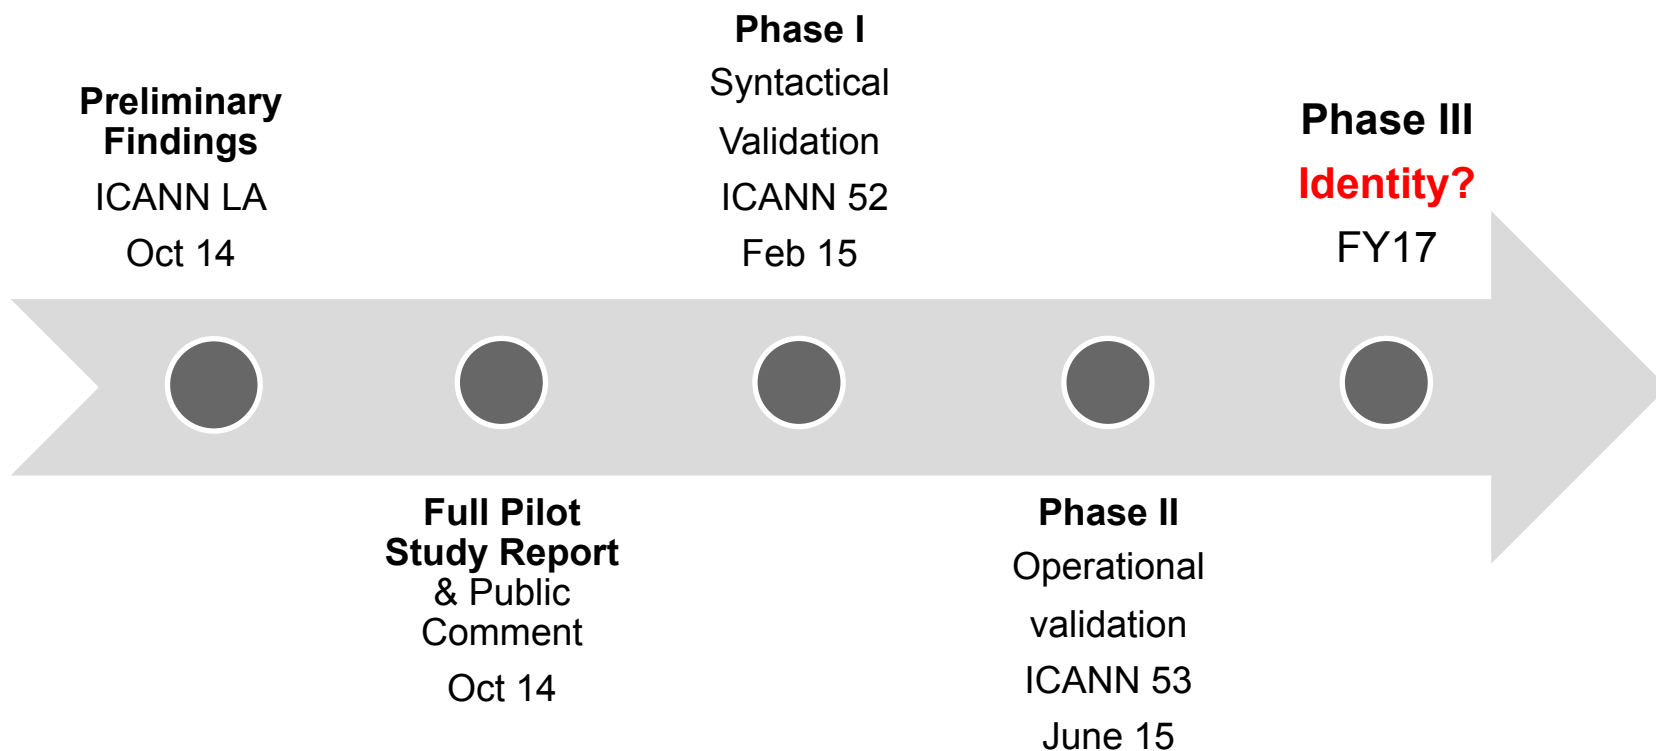 Preliminary
Findings
ICANN LA
Oct 14
Full Pilot
Study Report
& Public
Comment
Oct 14
Phase I
Syntactical
Validation
ICANN 52
Feb 15
Phase II
Operational
validation
ICANN 53
June 15
Phase III
Identity?
FY17